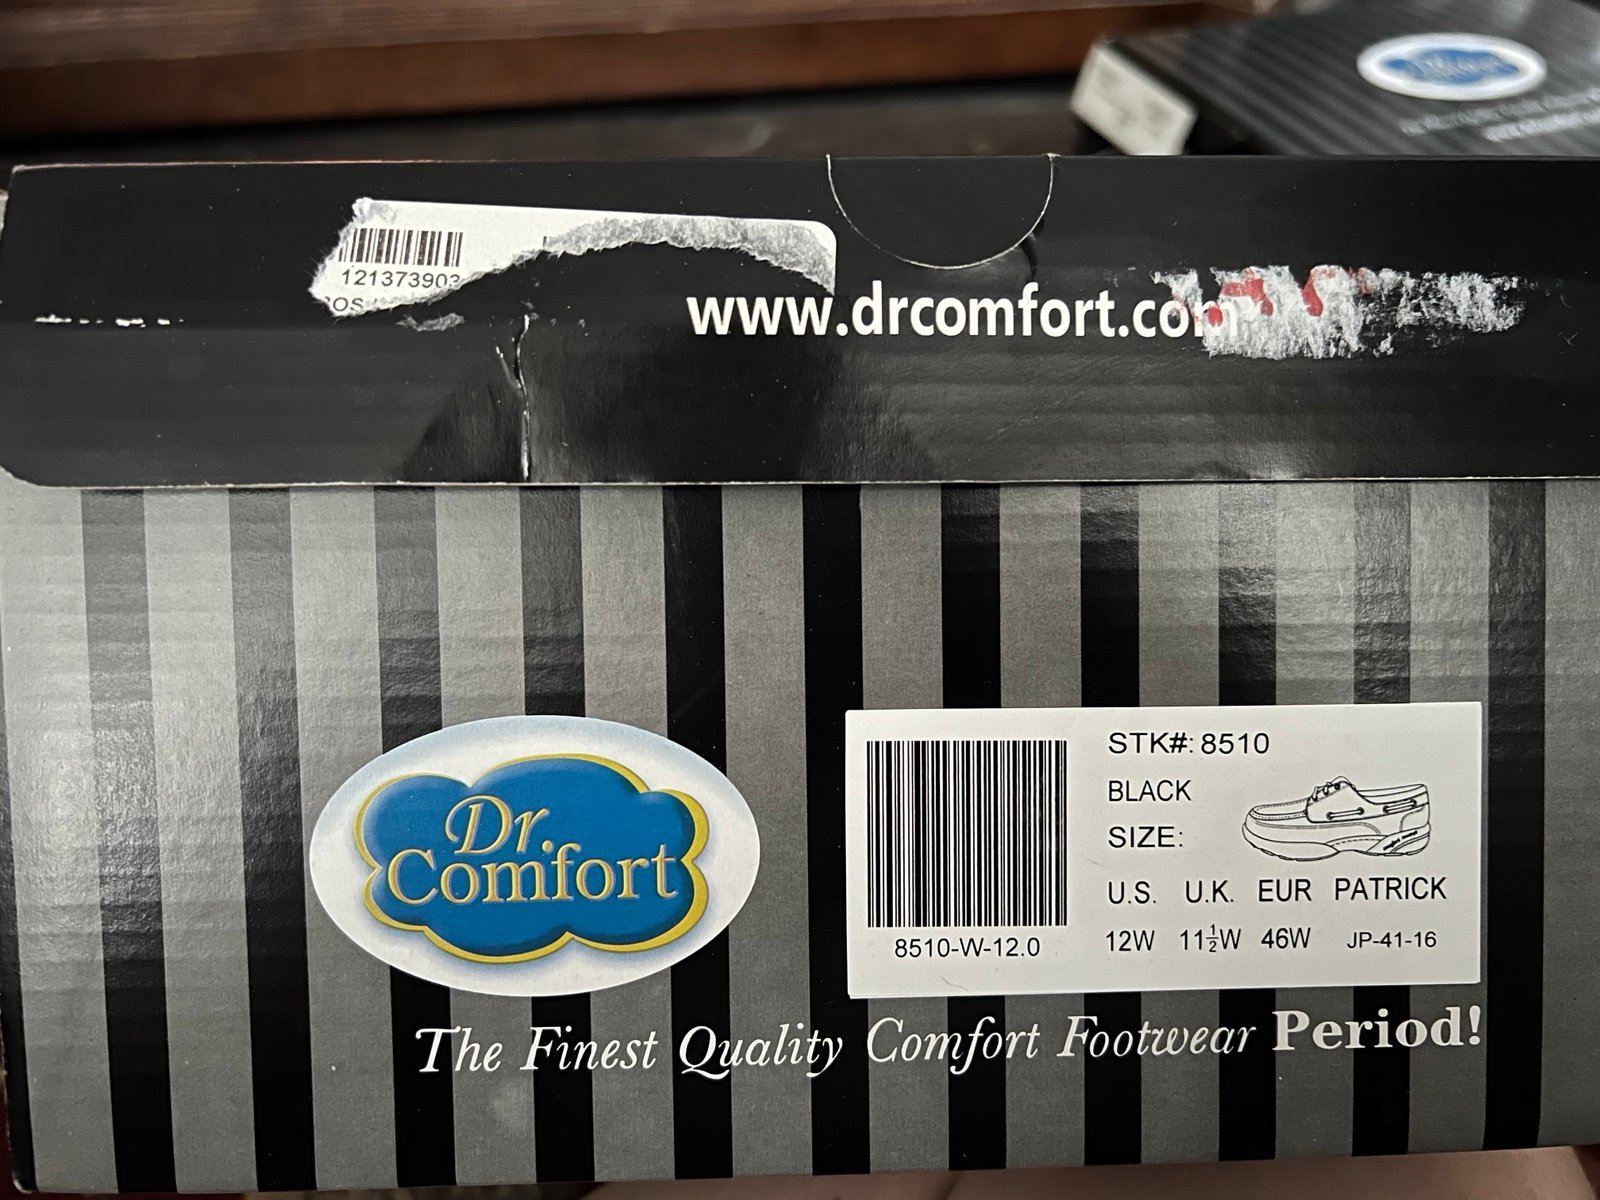 121373903
www.drcomfort.com
Dr.
Comfort
STK#: 8510
BLACK
SIZE:
U.S. U.K. EUR PATRICK
12W 11½W 46W JP-41-16
8510-W-12.0
The Finest Quality Comfort Footwear Period!